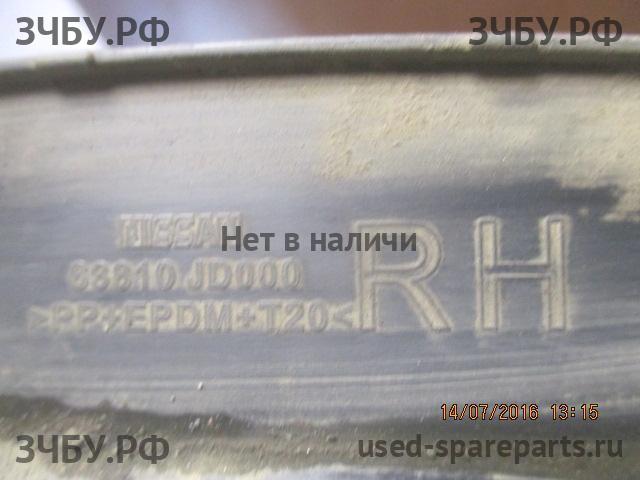 ЗЧБУ.РФ ЗЧБУ.РФ
NISSAN
Нет в наличи
63810 JD000
>PP+EPDM+T20<
RH
14/07/2016 13:15
ЗЧБУ.РФ used-spareparts.ru